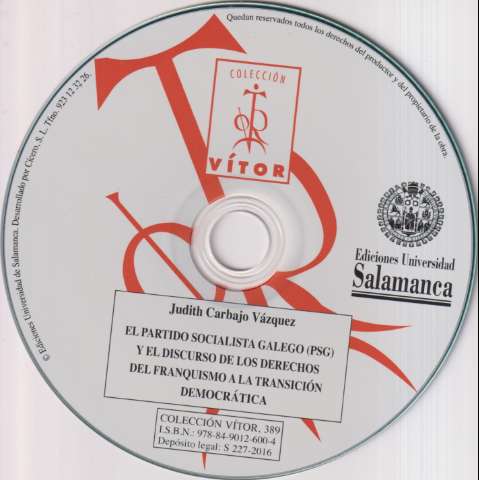 Quedan reservados todos los derechos del productor y del propietario de la obra.
© Ediciones Universidad de Salamanca. Desarrollado por Cícero, S. L. Tfno. 923 12 32 26.
COLECCIÓN
VÍTOR
Ediciones Universidad
Salamanca
Judith Carbajo Vázquez
EL PARTIDO SOCIALISTA GALEGO (PSG)
Y EL DISCURSO DE LOS DERECHOS
DEL FRANQUISMO A LA TRANSICIÓN
DEMOCRÁTICA
COLECCIÓN VÍTOR, 389
I.S.B.N.: 978-84-9012-600-4
Depósito legal: S 227-2016